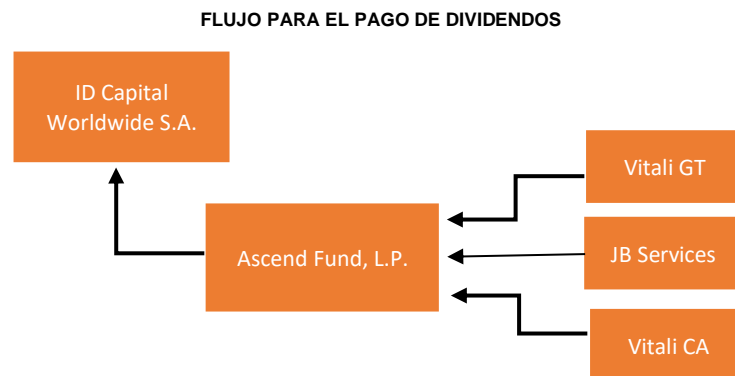 FLUJO PARA EL PAGO DE DIVIDENDOS
ID Capital
Worldwide S.A.
Vitali GT
Ascend Fund, L.P.
JB Services
Vitali CA